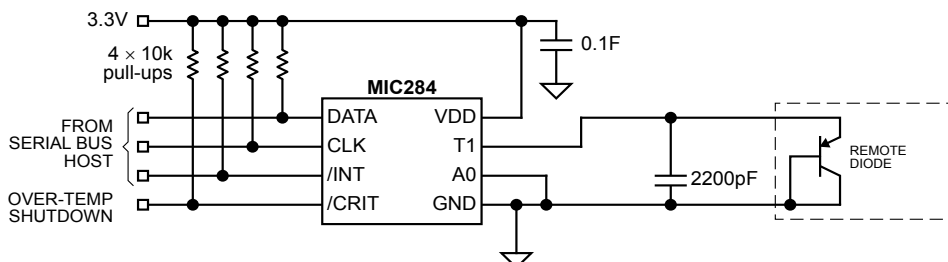 3.3V
4 × 10k
pull-ups
0.1F
MIC284
DATA
VDD
FROM
SERIAL BUS
HOST
CLK
T1
/INT
A0
2200pF
REMOTE
DIODE
OVER-TEMP
SHUTDOWN
/CRIT
GND